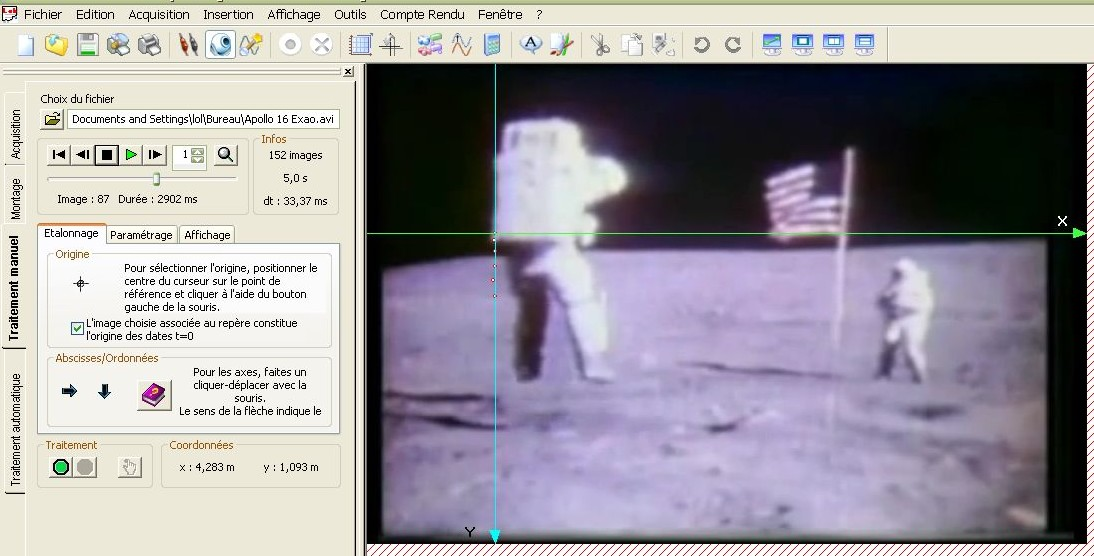 Fichier Edition Acquisition Insertion Affichage Outils Compte Rendu Fenêtre ?
Acquisition
Montage
Traitement manuel
Traitement automatique
Choix du fichier
Documents and Settings\lol\Bureau\Apollo 16 Exao.avi
1
Image : 87 Durée : 2902 ms
Infos
152 images
5,0 s
dt : 33,37 ms
Etalonnage Paramétrage Affichage
Origine
Pour sélectionner l'origine, positionner le
centre du curseur sur le point de
référence et cliquer à l'aide du bouton
gauche de la souris.
L'image choisie associée au repère constitue
l'origine des dates t=0
Abscisses/Ordonnées
Pour les axes, faites un
cliquer-déplacer avec la
souris.
Le sens de la flèche indique le
Traitement
Coordonnées
x : 4,283 m y : 1,093 m
X
Y